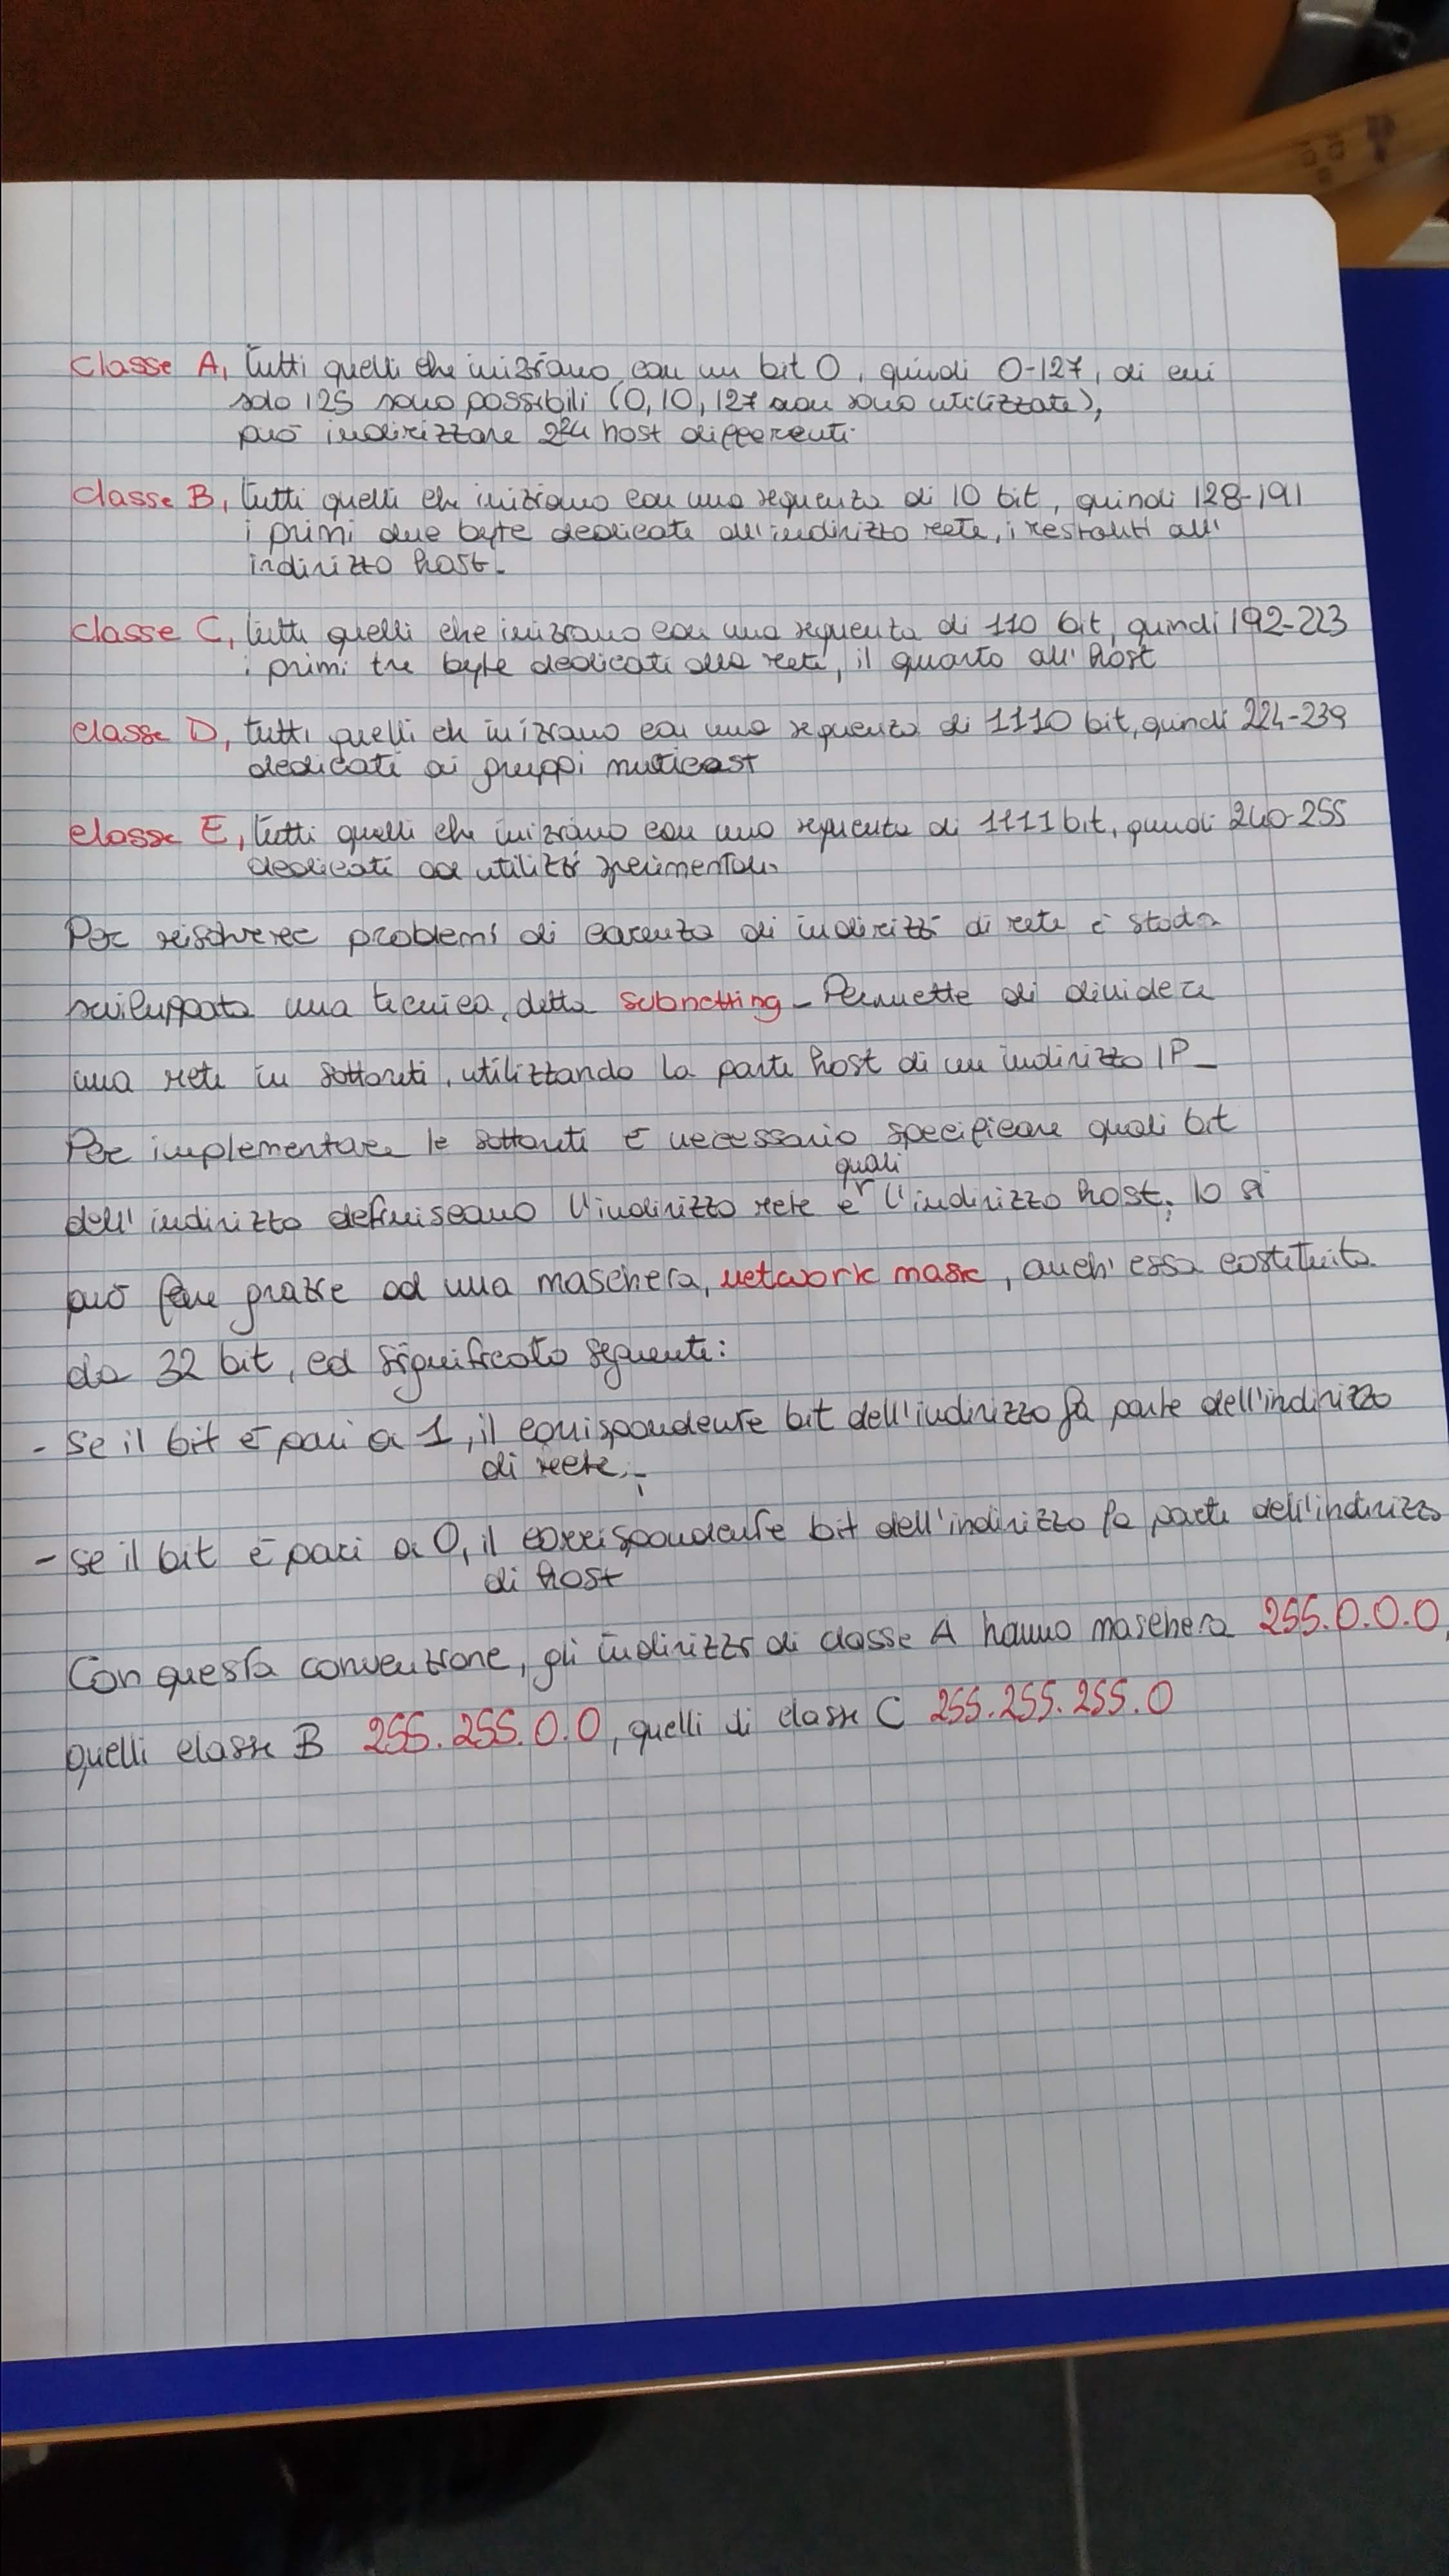 Classe A, tutti quelli che iniziano con un bit 0, quindi 0-127, di cui
solo 125 sono possibili (0, 10, 127 non sono utilizzate),
può indirizzare 2²⁴ host differenti.
Classe B, tutti quelli che iniziano con una sequenza di 10 bit, quindi 128-191
i primi due byte dedicate all'indirizzo rete, i restanti all'
indirizzo host.
Classe C, tutti quelli che iniziano con una sequenza di 110 bit, quindi 192-223
i primi tre byte dedicati alla rete, il quarto all' host
Classe D, tutti quelli che iniziano con una sequenza di 1110 bit, quindi 224-239
dedicati ai gruppi multicast
Classe E, tutti quelli che iniziano con una sequenza di 1111 bit, quindi 240-255
dedicati ad utilizzi sperimentali.
Per risolvere problemi di carenza di indirizzi di rete è stata
sviluppata una tecnica, detta subnetting - Permette di dividere
una rete in sottoreti, utilizzando la parte host di un indirizzo IP -
Per implementare le sottoreti è necessario specificare quali bit
dell' indirizzo definiscano l'indirizzo rete e quali l'indirizzo host; lo si
può fare grazie ad una maschera, network mask, anch' essa costituita
da 32 bit, ed significato seguente:
- Se il bit è pari a 1, il corrispondente bit dell'indirizzo fa parte dell'indirizzo
di rete;-
- se il bit è pari a 0, il corrispondente bit dell'indirizzo fa parte dell'indirizzo
di host
Con questa convenzione, gli indirizzi di classe A hanno maschera 255.0.0.0,
quelli classe B 255.255.0.0, quelli di classe C 255.255.255.0